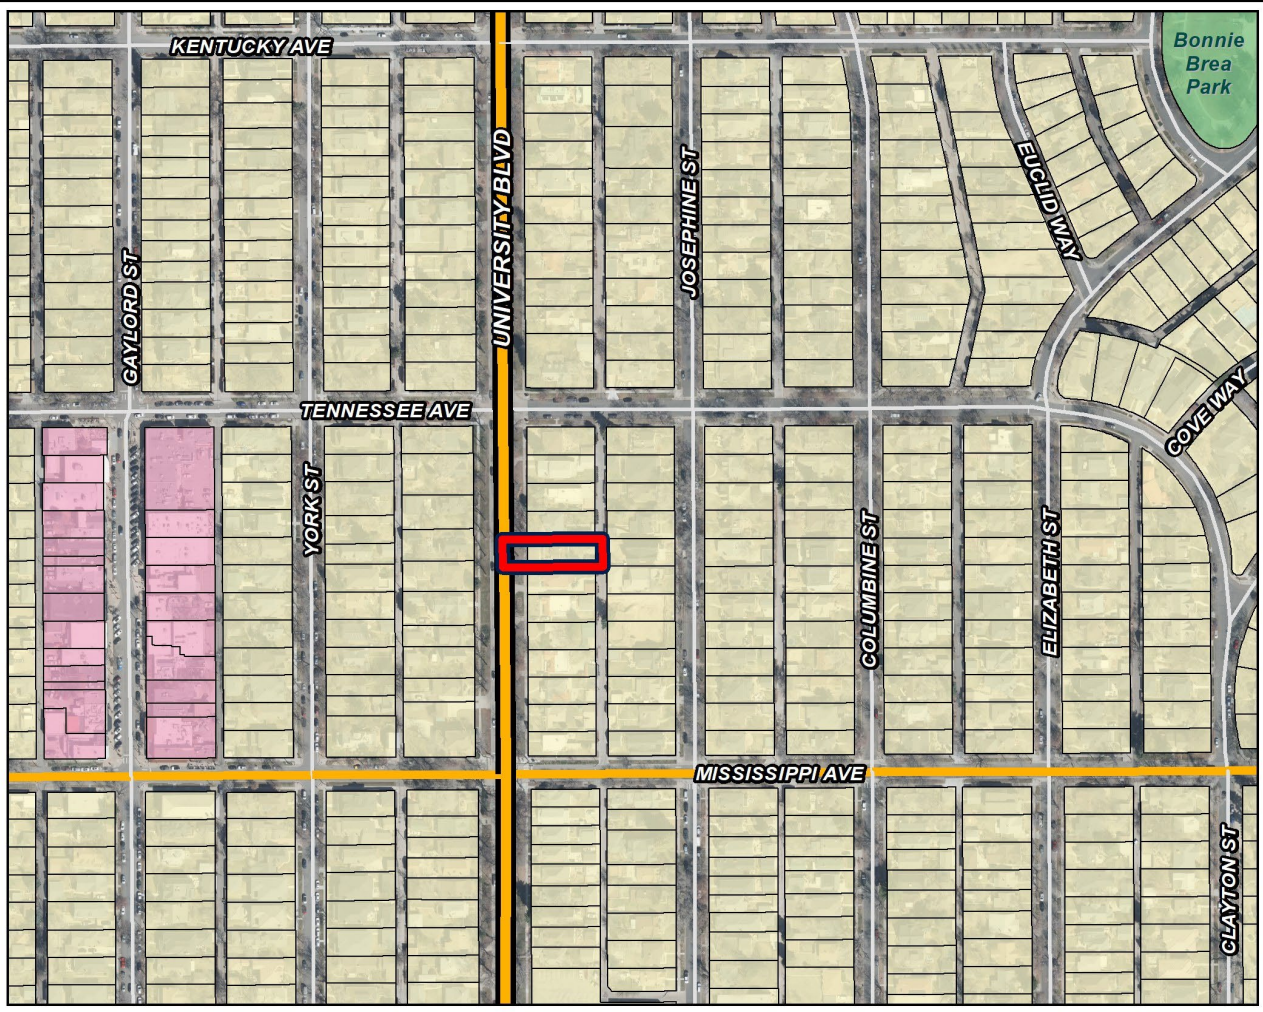 KENTUCKY AVE
Bonnie
Brea
Park
UNIVERSITY BLVD
JOSEPHINE ST
EUCLID WAY
GAYLORD ST
TENNESSEE AVE
COVE WAY
YORK ST
COLUMBINE ST
ELIZABETH ST
MISSISSIPPI AVE
CLAYTON ST